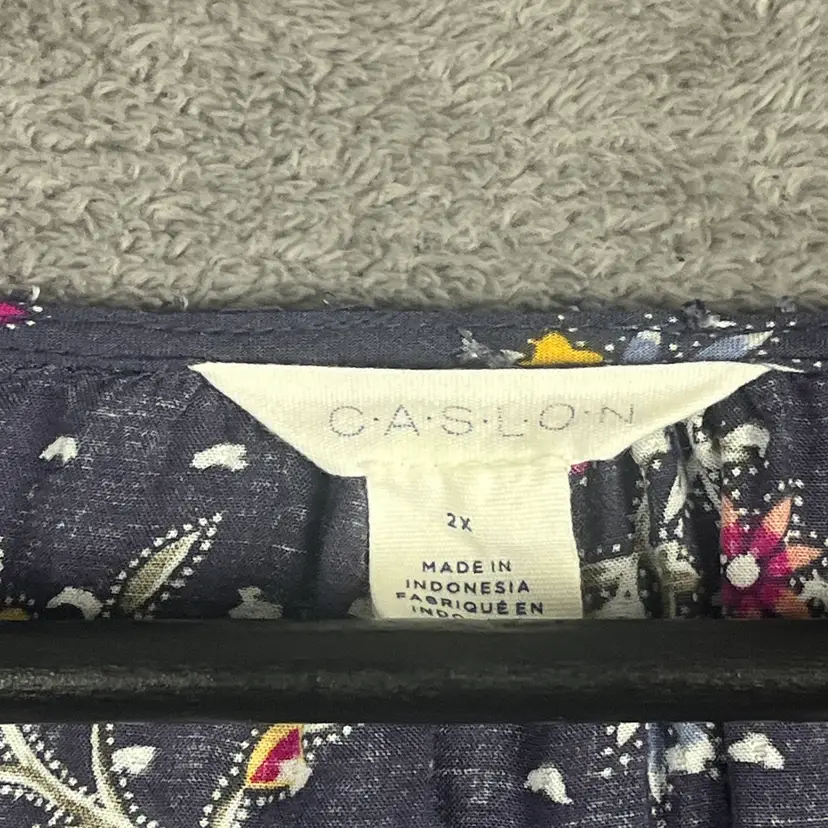 C·A·S·L·O·N
2X
MADE IN
INDONESIA
FABRIQUÉ EN